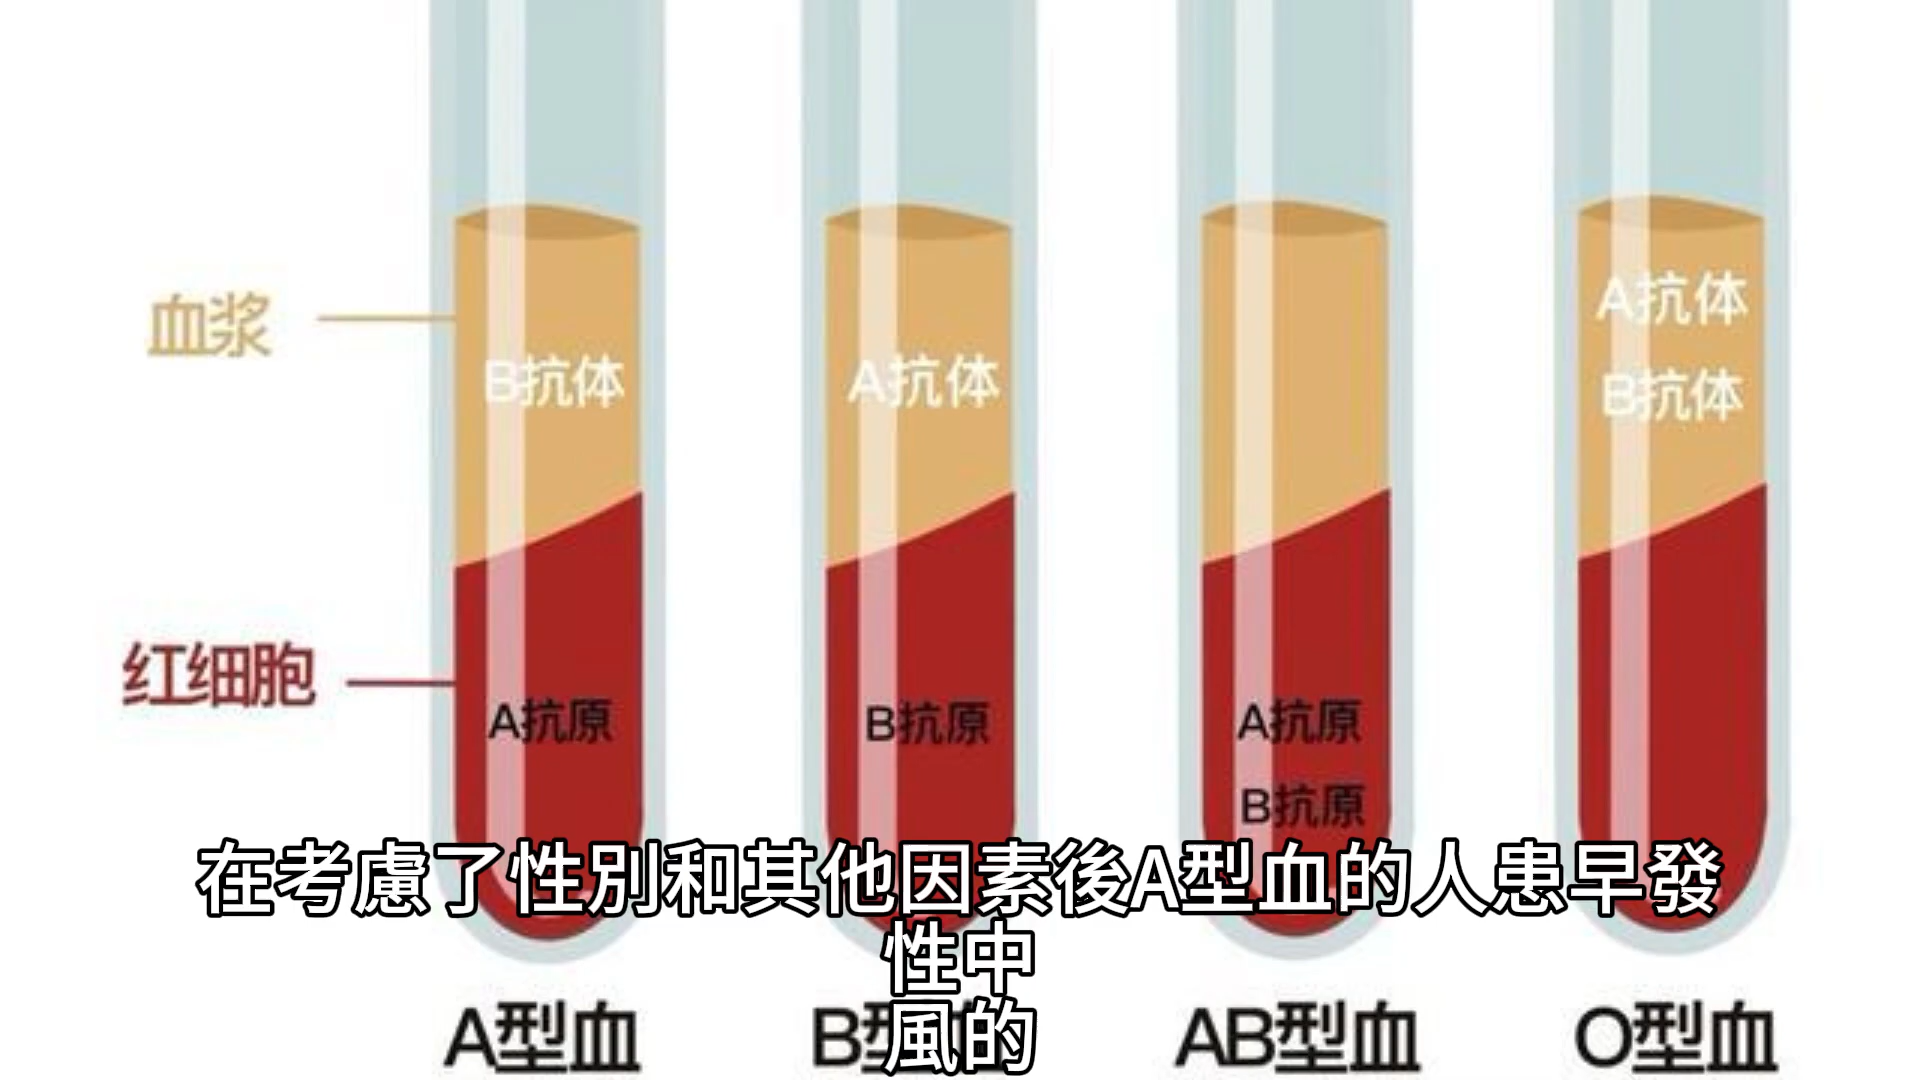 A抗体
血浆
B抗体
A抗体
B抗体
红细胞
A抗原
B抗原
A抗原
B抗原
在考慮了性別和其他因素後A型血的人患早發
性中
風的
A型血
B型
AB型血
O型血